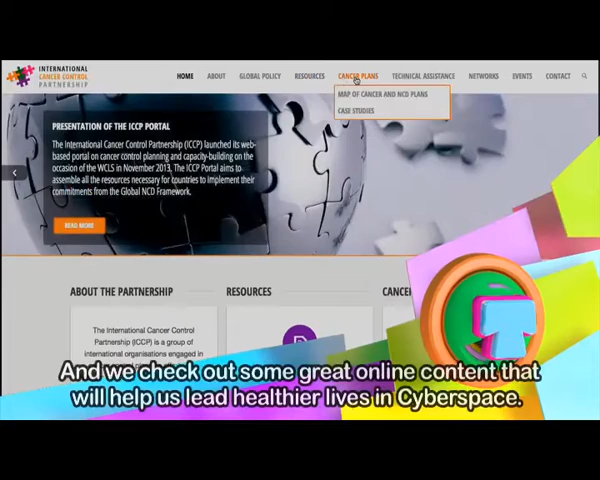 INTERNATIONAL
CANCER CONTROL
PARTNERSHIP
HOME ABOUT GLOBAL POLICY RESOURCES CANCER PLANS TECHNICAL ASSISTANCE NETWORKS EVENTS CONTACT
MAP OF CANCER AND NCD PLANS
CASE STUDIES
PRESENTATION OF THE ICCP PORTAL
The International Cancer Control Partnership (ICCP) launched its web-
based portal on cancer control planning and capacity-building on the
occasion of the WCLS in November 2013. The ICCP Portal aims to
assemble all the resources necessary for countries to implement their
commitments from the Global NCD Framework.
READ MORE
ABOUT THE PARTNERSHIP RESOURCES CANCER
The International Cancer Control
Partnership (ICCP) is a group of
international organisations engaged in
And we check out some great online content that
will help us lead healthier lives in Cyberspace.